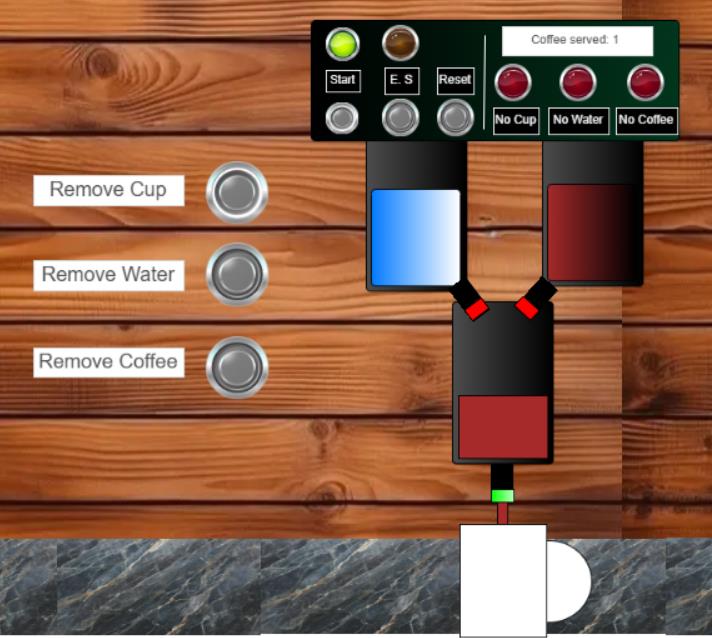 Coffee served: 1
Start
E. S
Reset
No Cup
No Water
No Coffee
Remove Cup
Remove Water
Remove Coffee